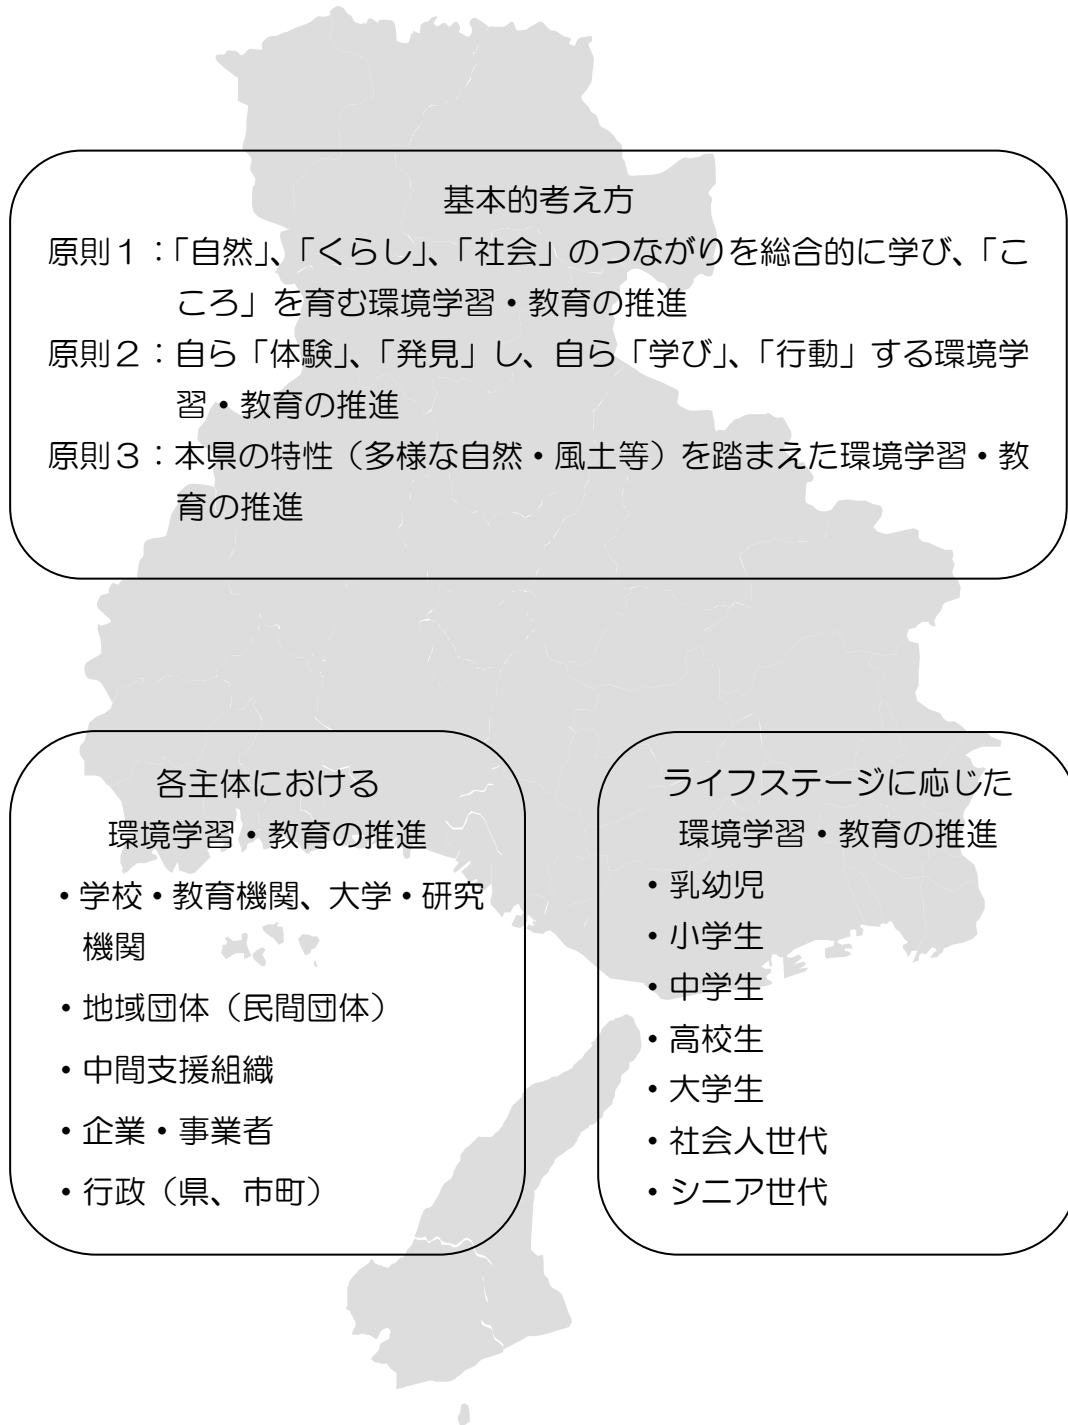 基本的考え方
原則１：「自然」、「くらし」、「社会」のつながりを総合的に学び、「こ
ころ」を育む環境学習・教育の推進
原則２：自ら「体験」、「発見」し、自ら「学び」、「行動」する環境学
習・教育の推進
原則３：本県の特性（多様な自然・風土等）を踏まえた環境学習・教
育の推進
各主体における
環境学習・教育の推進
・学校・教育機関、大学・研究
機関
・地域団体（民間団体）
・中間支援組織
・企業・事業者
・行政（県、市町）
ライフステージに応じた
環境学習・教育の推進
・乳幼児
・小学生
・中学生
・高校生
・大学生
・社会人世代
・シニア世代